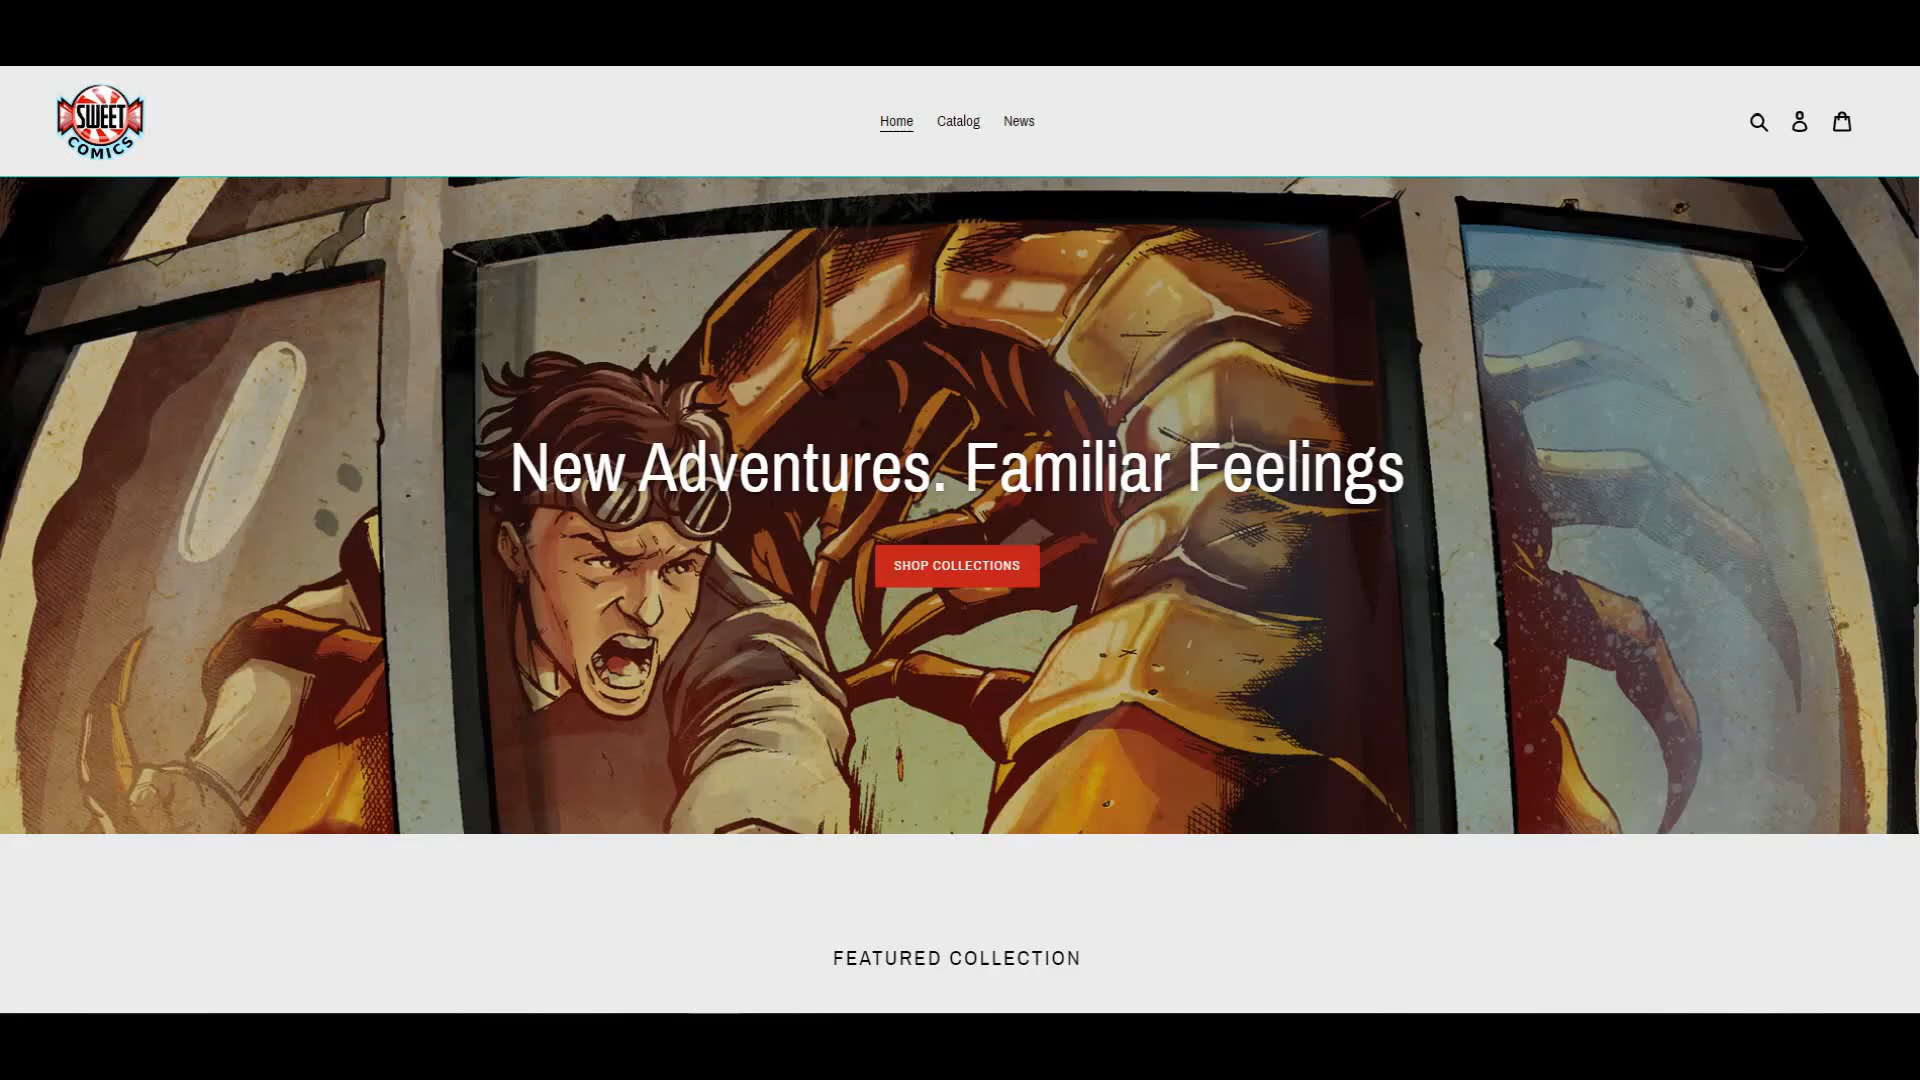 SWEET
COMICS
Home Catalog News
New Adventures. Familiar Feelings
SHOP COLLECTIONS
FEATURED COLLECTION